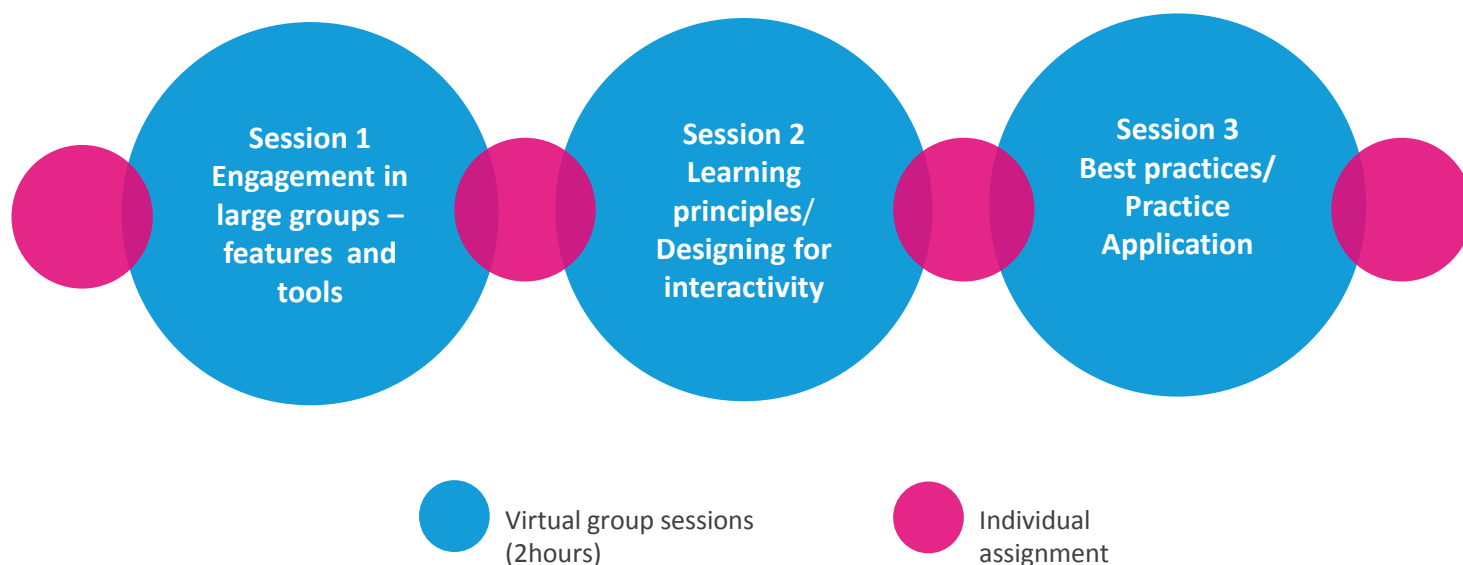 Session 1
Engagement in
large groups –
features and
tools
Session 2
Learning
principles/
Designing for
interactivity
Session 3
Best practices/
Practice
Application
Virtual group sessions
(2hours)
Individual
assignment